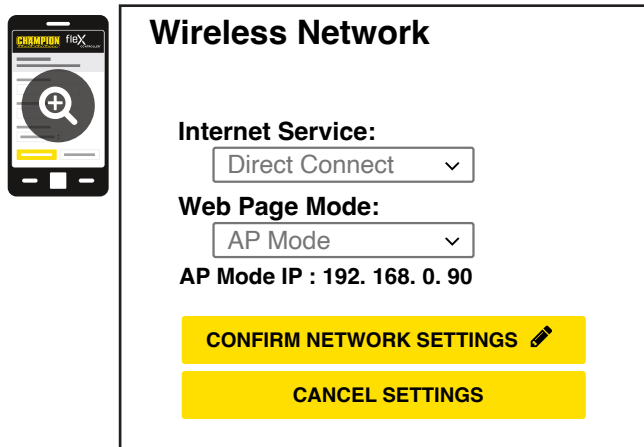 CHAMPION fleX
CONTROLLER
Wireless Network
Internet Service:
Direct Connect
Web Page Mode:
AP Mode
AP Mode IP : 192. 168. 0. 90
CONFIRM NETWORK SETTINGS
CANCEL SETTINGS